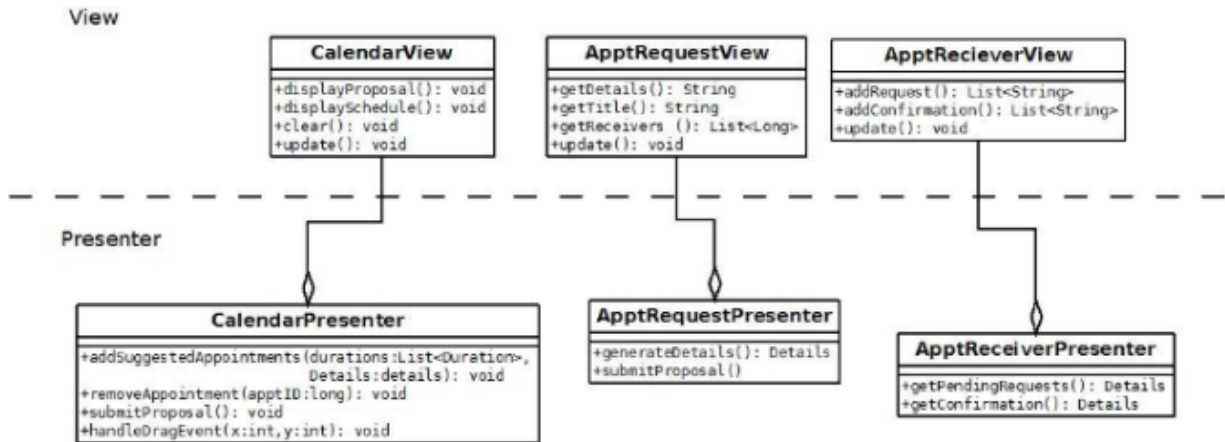 View
CalendarView
+displayProposal(): void
+displaySchedule(): void
+clear(): void
+update(): void
ApptRequestView
+getDetails(): String
+getTitle(): String
+getReceivers (): List<Long>
+update(): void
ApptRecieverView
+addRequest(): List<String>
+addConfirmation(): List<String>
+update(): void
Presenter
CalendarPresenter
+addSuggestedAppointments(durations:List<Duration>,
Details:details): void
+removeAppointment(apptID:long): void
+submitProposal(): void
+handleDragEvent(x:int,y:int): void
ApptRequestPresenter
+generateDetails(): Details
+submitProposal()
ApptReceiverPresenter
+getPendingRequests(): Details
+getConfirmation(): Details